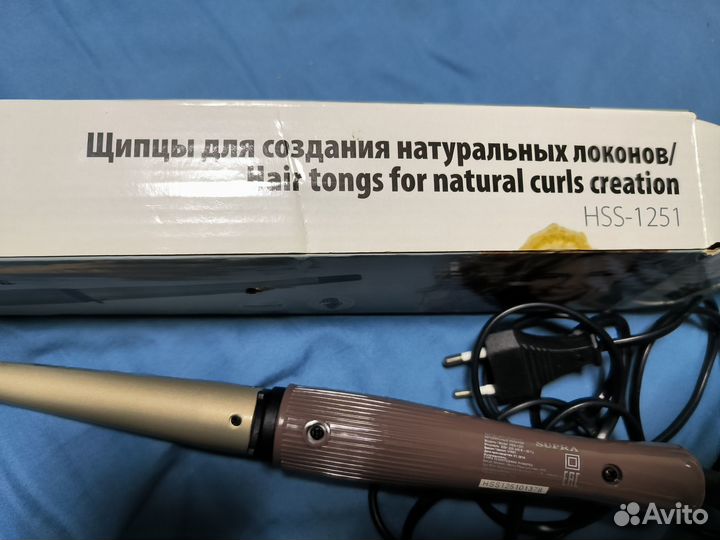 Щипцы для создания натуральных локонов/
Hair tongs for natural curls creation
HSS-1251
SUPRA
HSS125101378
EAC
Avito